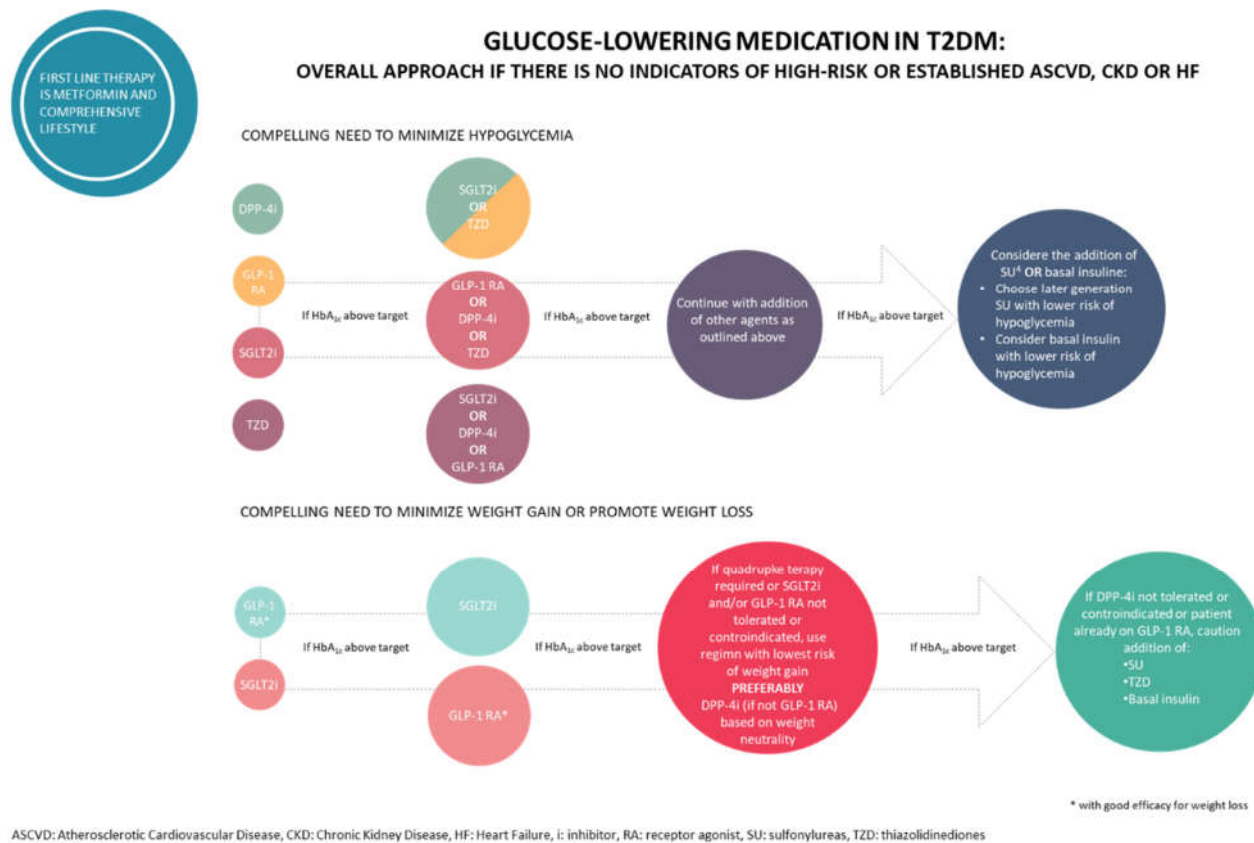 FIRST LINE THERAPY
IS METFORMIN AND
COMPREHENSIVE
LIFESTYLE
GLUCOSE-LOWERING MEDICATION IN T2DM:
OVERALL APPROACH IF THERE IS NO INDICATORS OF HIGH-RISK OR ESTABLISHED ASCVD, CKD OR HF
COMPELLING NEED TO MINIMIZE HYPOGLYCEMIA
DPP-4i
GLP-1
RA
SGLT2i
TZD
If HbA1c above target
SGLT2i
OR
TZD
GLP-1 RA
OR
DPP-4i
OR
TZD
SGLT2i
OR
DPP-4i
OR
GLP-1 RA
If HbA1c above target
Continue with addition
of other agents as
outlined above
If HbA1c above target
Considere the addition of
SU4 OR basal insuline:
• Choose later generation
SU with lower risk of
hypoglycemia
• Consider basal insulin
with lower risk of
hypoglycemia
COMPELLING NEED TO MINIMIZE WEIGHT GAIN OR PROMOTE WEIGHT LOSS
GLP-1
RA*
SGLT2i
If HbA1c above target
SGLT2i
GLP-1 RA*
If HbA1c above target
If quadrupke terapy
required or SGLT2i
and/or GLP-1 RA not
tolerated or
controindicated, use
regimn with lowest risk
of weight gain
PREFERABLY
DPP-4i (if not GLP-1 RA)
based on weight
neutrality
If HbA1c above target
If DPP-4i not tolerated or
controindicated or patient
already on GLP-1 RA, caution
addition of:
•SU
•TZD
•Basal insulin
* with good efficacy for weight loss
ASCVD: Atherosclerotic Cardiovascular Disease, CKD: Chronic Kidney Disease, HF: Heart Failure, i: inhibitor, RA: receptor agonist, SU: sulfonylureas, TZD: thiazolidinediones